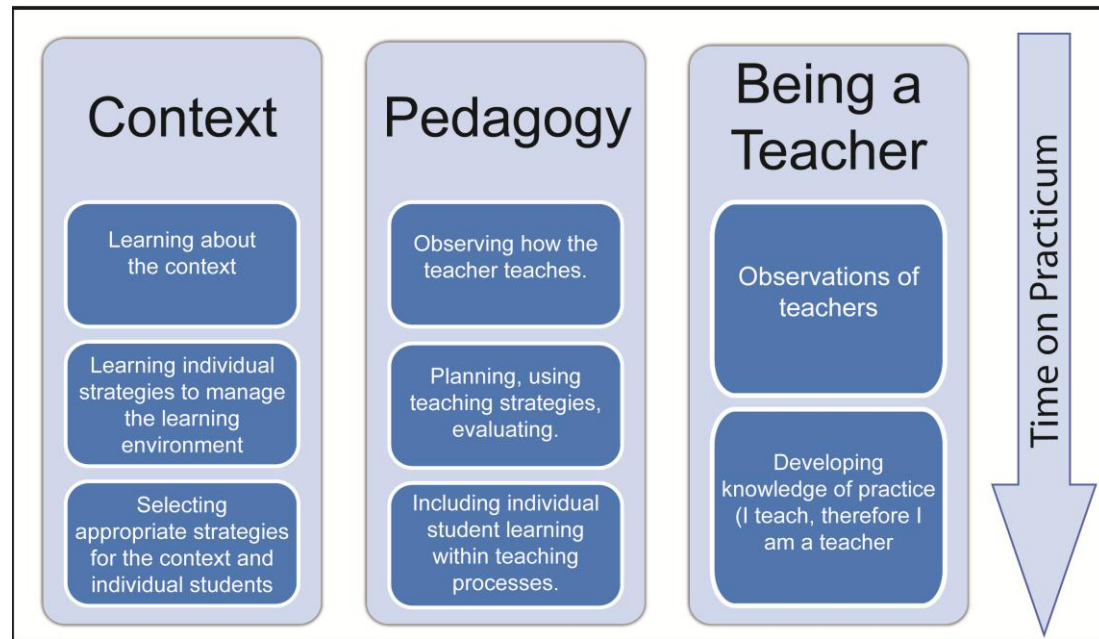 Context
Learning about
the context
Learning individual
strategies to manage
the learning
environment
Selecting
appropriate strategies
for the context and
individual students
Pedagogy
Observing how the
teacher teaches.
Planning, using
teaching strategies,
evaluating.
Including individual
student learning
within teaching
processes.
Being a
Teacher
Observations of
teachers
Developing
knowledge of practice
(I teach, therefore I
am a teacher
Time on Practicum